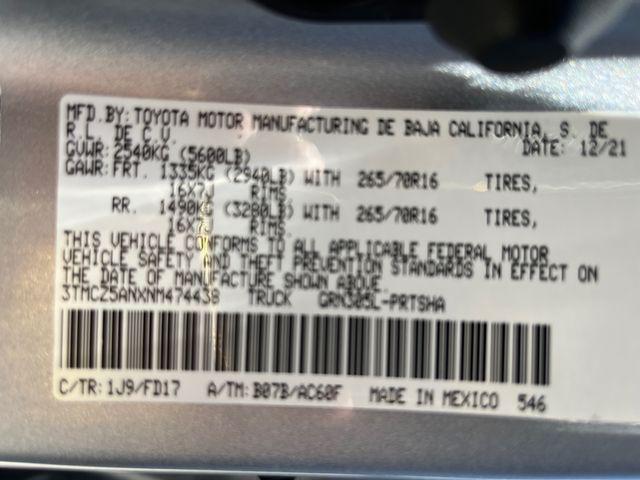 MFD.BY: TOYOTA MOTOR MANUFACTURING DE BAJA CALIFORNIA, S. DE
R.L. DE C.V. DATE: 12/21
GVWR: 2540KG (5600LB)
GAWR: FRT. 1335KG (2940LB) WITH 265/70R16 TIRES,
16X7J RIMS
RR. 1490KG (3280LB) WITH 265/70R16 TIRES,
16X7J RIMS.
THIS VEHICLE CONFORMS TO ALL APPLICABLE FEDERAL MOTOR
VEHICLE SAFETY AND THEFT PREVENTION STANDARDS IN EFFECT ON
THE DATE OF MANUFACTURE SHOWN ABOVE.
3TMCZ5ANXNM474438 TRUCK GRN305L-PRTSHA
C/TR: 1J9/FD17 A/TM: B07B/AC60F MADE IN MEXICO 546